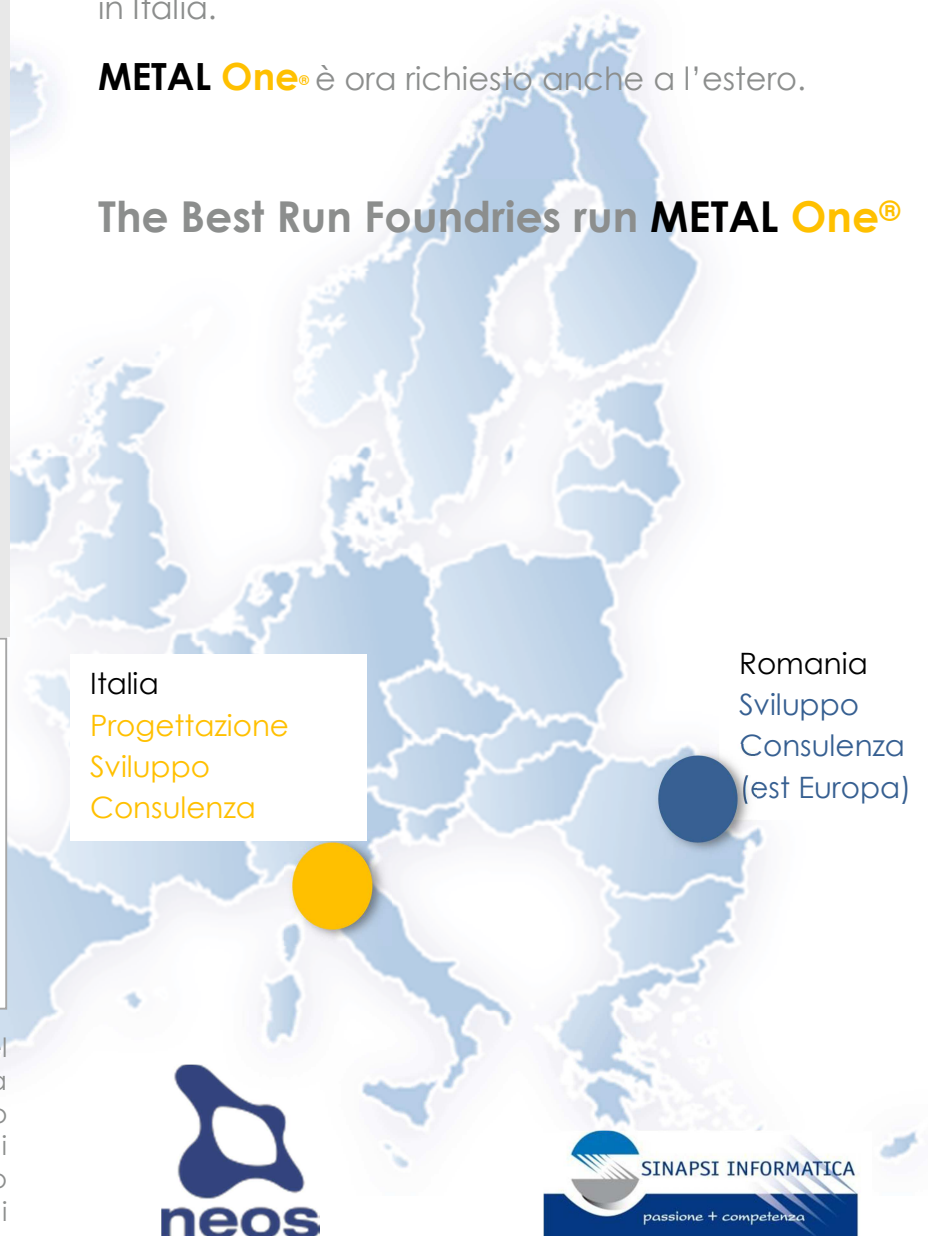 in Italia.
METAL One® è ora richiesto anche a l'estero.
The Best Run Foundries run METAL One®
Italia
Progettazione
Sviluppo
Consulenza
Romania
Sviluppo
Consulenza
(est Europa)
neos
SINAPSI INFORMATICA
passione + competenza